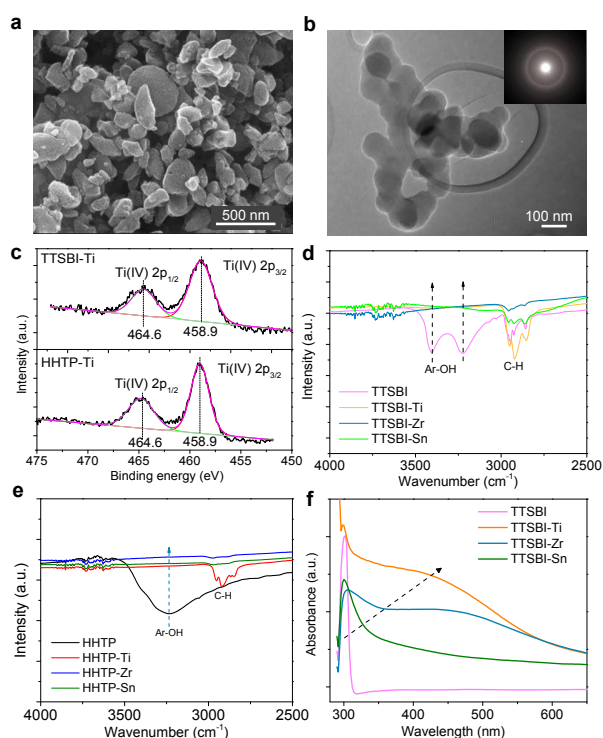 a
500 nm
b
100 nm
c
TTSBI-Ti
Ti(IV) 2p1/2
Ti(IV) 2p3/2
464.6
458.9
HHTP-Ti
Ti(IV) 2p1/2
Ti(IV) 2p3/2
464.6
458.9
475 470 465 460 455 450
Binding energy (eV)
Intensity (a.u.)
d
Ar-OH
C-H
TTSBI
TTSBI-Ti
TTSBI-Zr
TTSBI-Sn
4000 3500 3000 2500
Wavenumber (cm-1)
Intensity (a.u.)
e
Ar-OH
C-H
HHTP
HHTP-Ti
HHTP-Zr
HHTP-Sn
4000 3500 3000 2500
Wavenumber (cm-1)
Intensity (a.u.)
f
TTSBI
TTSBI-Ti
TTSBI-Zr
TTSBI-Sn
300 400 500 600
Wavelength (nm)
Absorbance (a.u.)